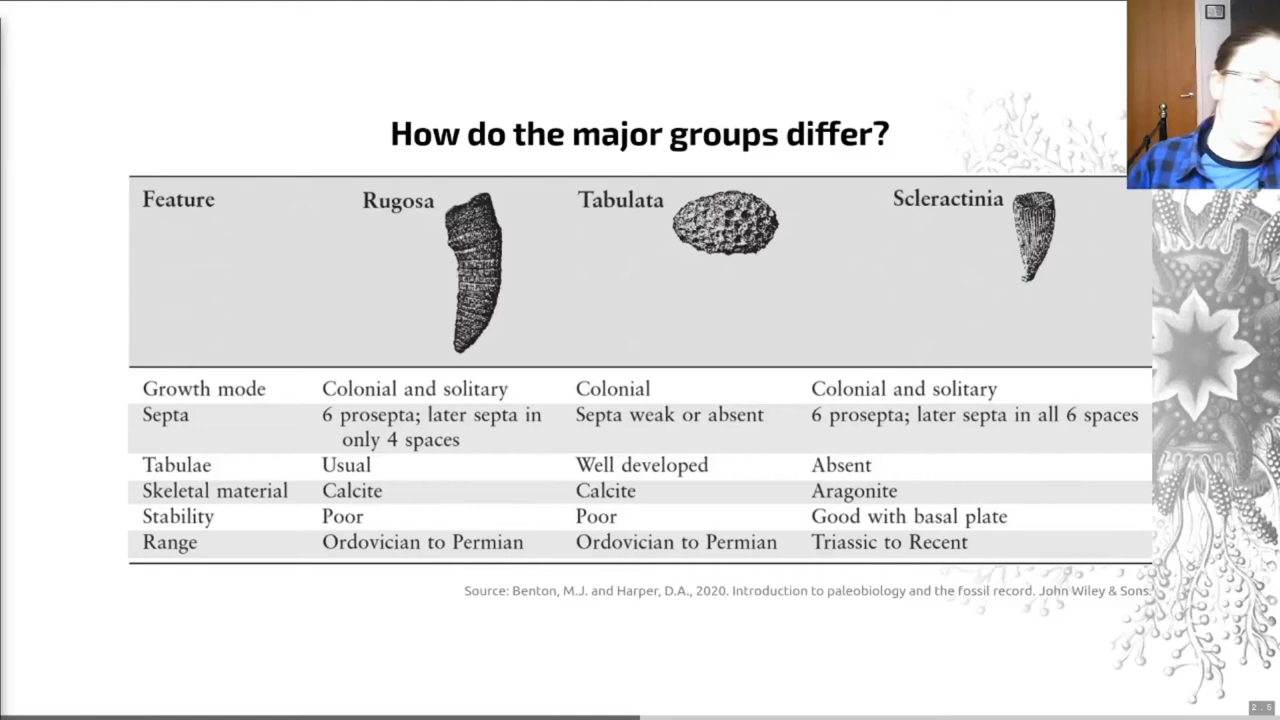 How do the major groups differ?
Feature Rugosa Tabulata Scleractinia
Growth mode Colonial and solitary Colonial Colonial and solitary
Septa 6 prosepta; later septa in Septa weak or absent 6 prosepta; later septa in all 6 spaces
only 4 spaces
Tabulae Usual Well developed Absent
Skeletal material Calcite Calcite Aragonite
Stability Poor Poor Good with basal plate
Range Ordovician to Permian Ordovician to Permian Triassic to Recent
Source: Benton, M.J. and Harper, D.A., 2020. Introduction to paleobiology and the fossil record. John Wiley & Sons.
2.5